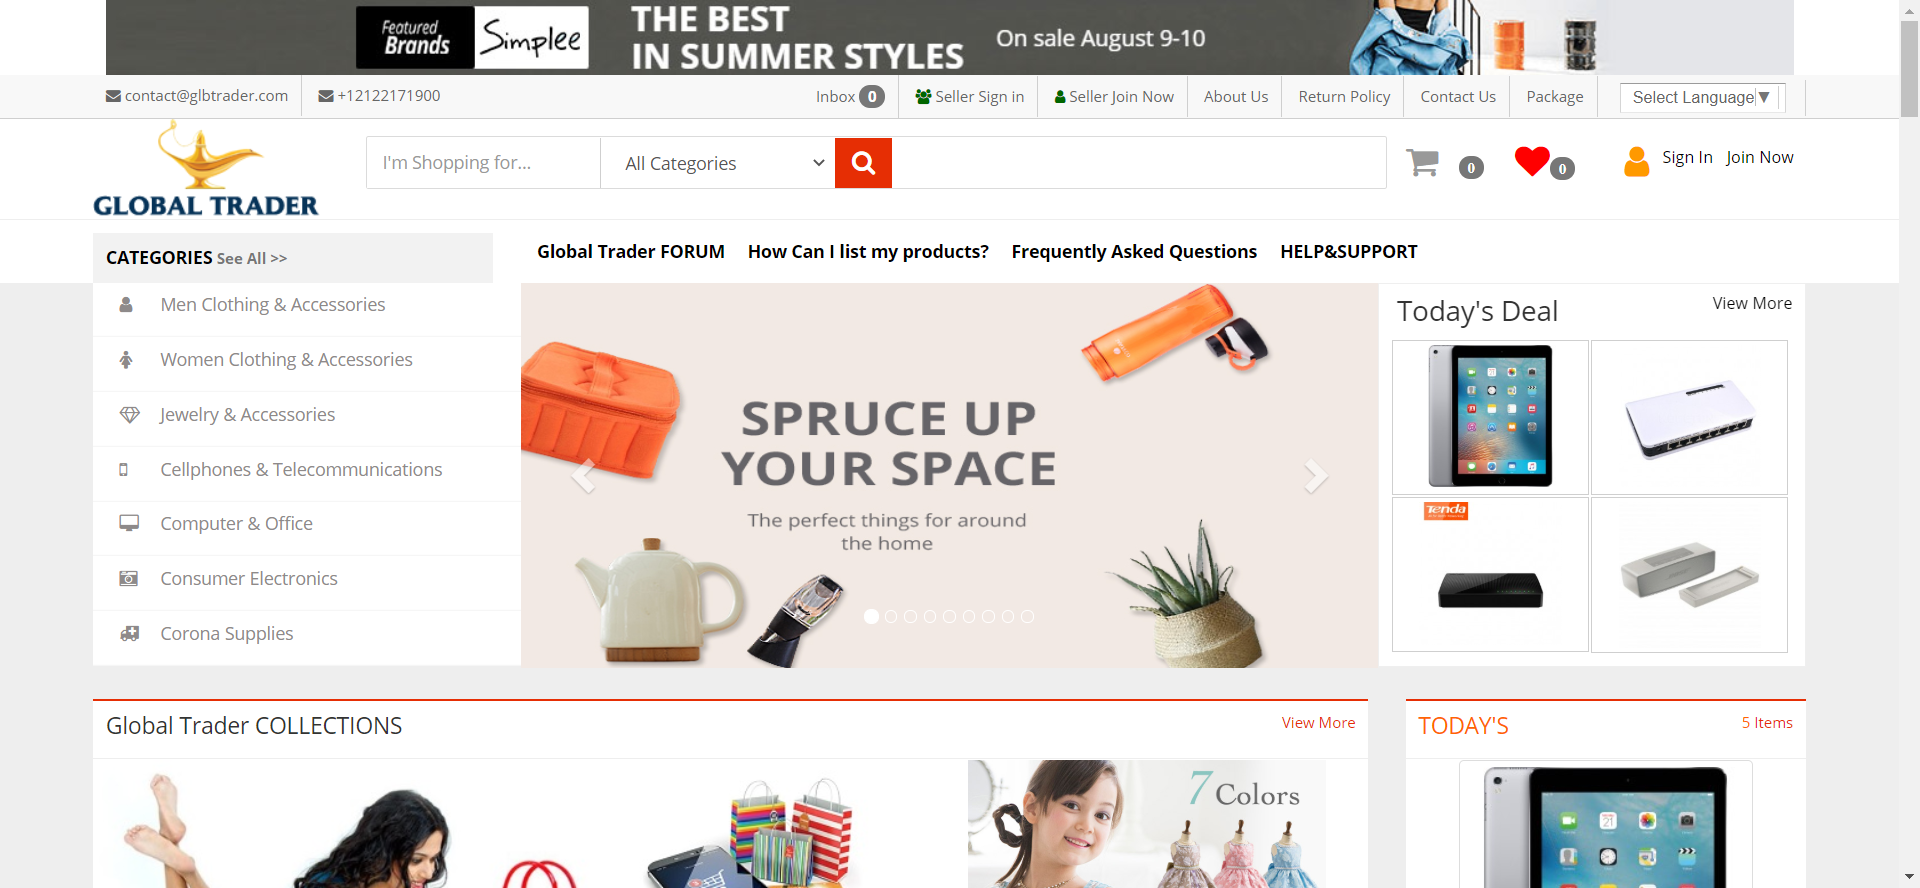 Featured
Brands
Simplee
THE BEST
IN SUMMER STYLES
On sale August 9-10
contact@glbtrader.com
+12122171900
Inbox 0
Seller Sign in
Seller Join Now
About Us
Return Policy
Contact Us
Package
Select Language▼
GLOBAL TRADER
I'm Shopping for...
All Categories
0
0
Sign In
Join Now
CATEGORIES See All >>
Global Trader FORUM
How Can I list my products?
Frequently Asked Questions
HELP&SUPPORT
Men Clothing & Accessories
Women Clothing & Accessories
Jewelry & Accessories
Cellphones & Telecommunications
Computer & Office
Consumer Electronics
Corona Supplies
SPRUCE UP
YOUR SPACE
The perfect things for around
the home
Today's Deal
View More
Tenda
Global Trader COLLECTIONS
View More
7 Colors
TODAY'S
5 Items